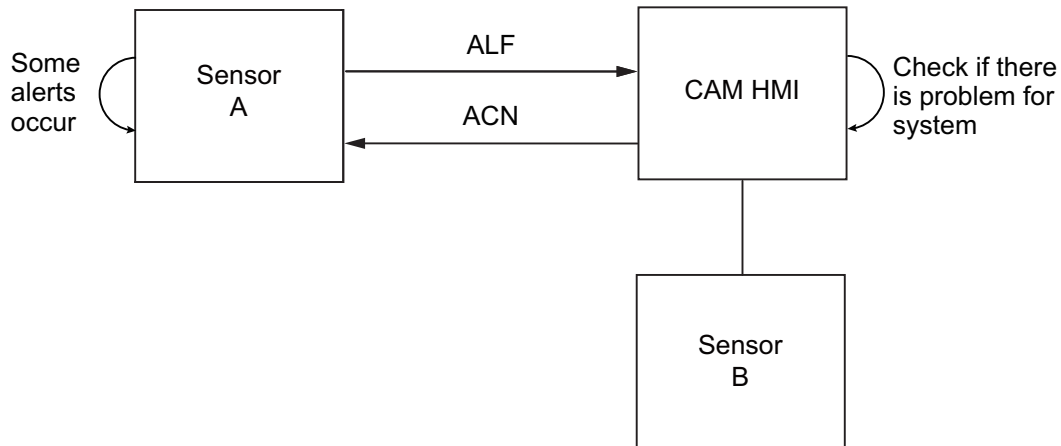 Some
alerts
occur
Sensor
A
ALF
ACN
CAM HMI
Check if there
is problem for
system
Sensor
B